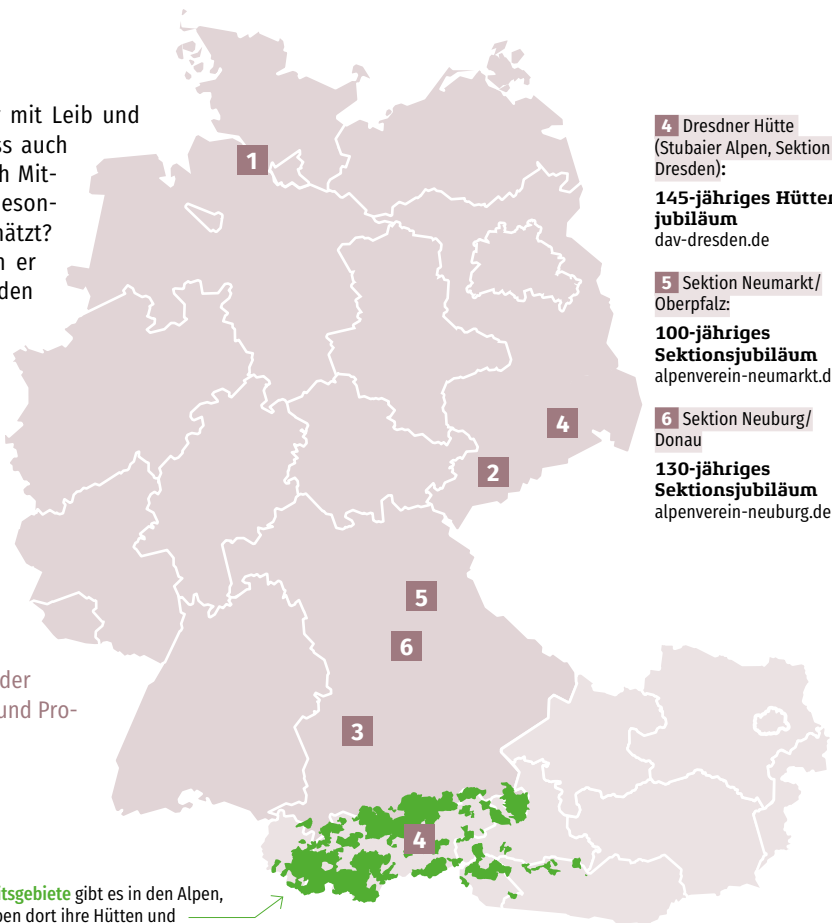 mit Leib und
ss auch
h Mit-
eson-
ätzt?
n er
den
der
und Pro-
itsgebiete gibt es in den Alpen,
ben dort ihre Hütten und
1
4
2
5
6
3
4
4 Dresdner Hütte
(Stubaier Alpen, Sektion
Dresden):
145-jähriges Hütten
jubiläum
dav-dresden.de
5 Sektion Neumarkt/
Oberpfalz:
100-jähriges
Sektionsjubiläum
alpenverein-neumarkt.d
6 Sektion Neuburg/
Donau
130-jähriges
Sektionsjubiläum
alpenverein-neuburg.de